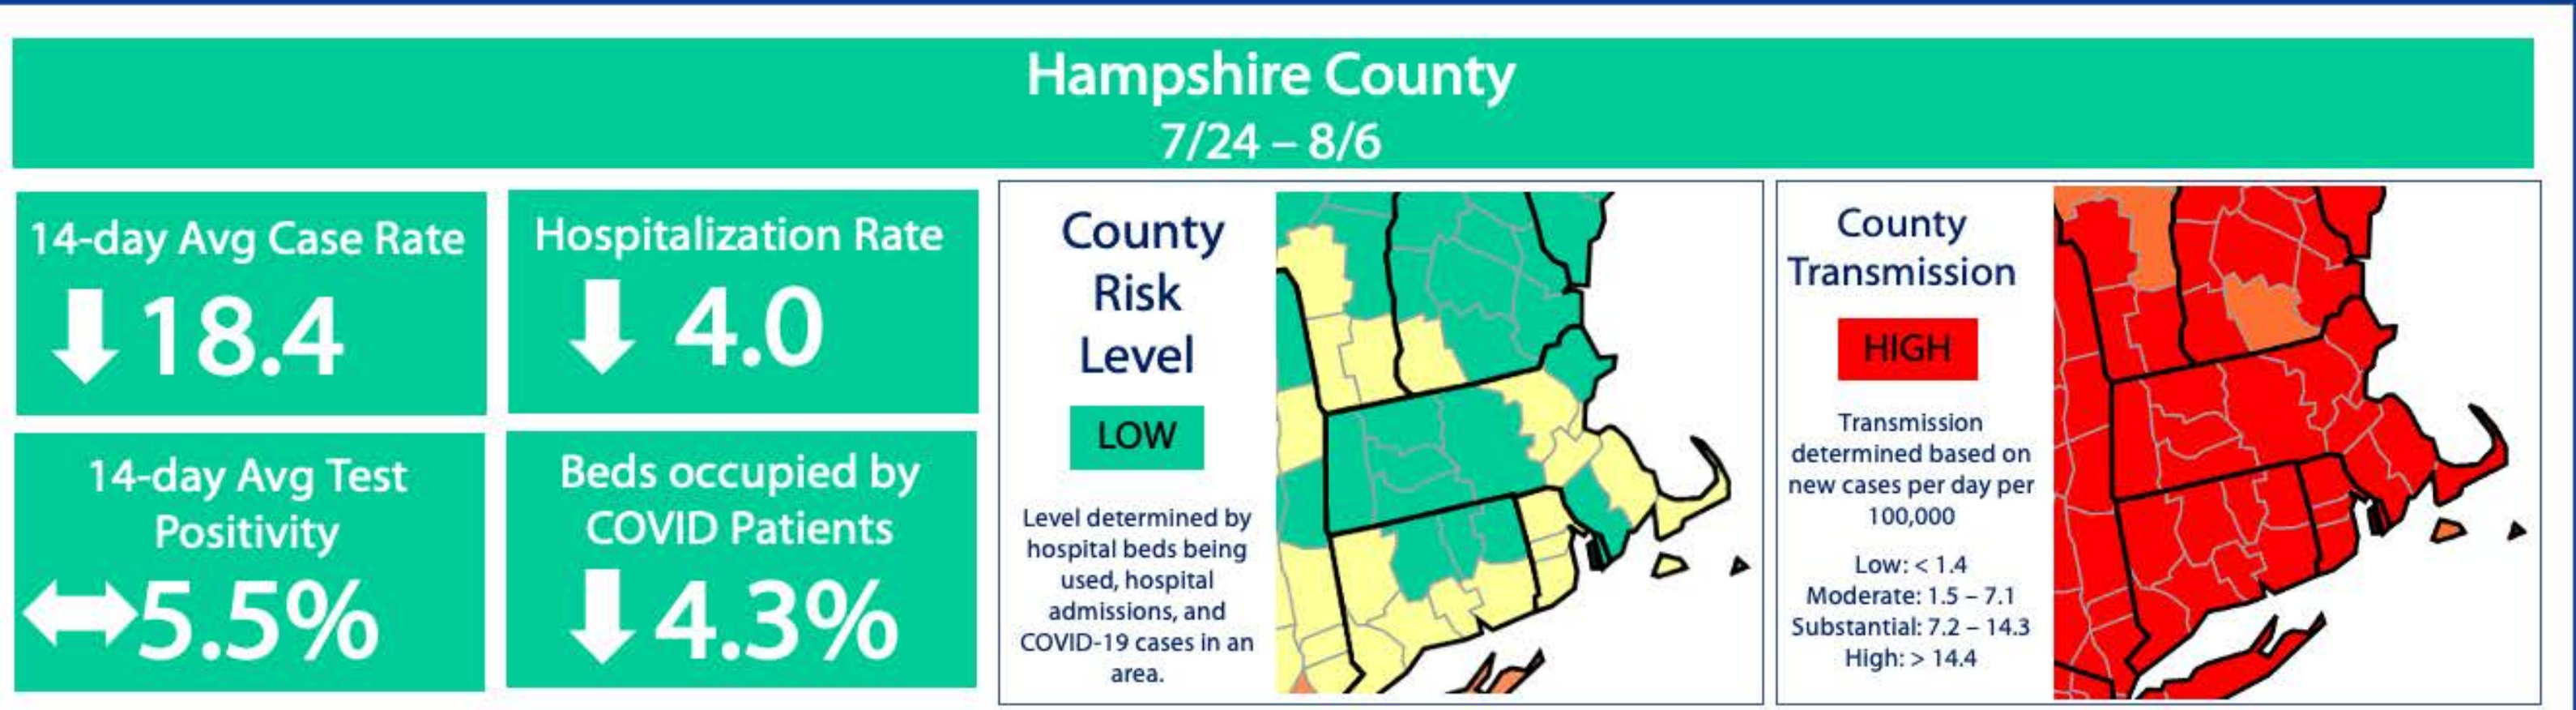 Hampshire County
7/24 – 8/6
14-day Avg Case Rate
18.4
Hospitalization Rate
4.0
14-day Avg Test
Positivity
5.5%
Beds occupied by
COVID Patients
4.3%
County
Risk
Level
LOW
Level determined by
hospital beds being
used, hospital
admissions, and
COVID-19 cases in an
area.
County
Transmission
HIGH
Transmission
determined based on
new cases per day per
100,000
Low: < 1.4
Moderate: 1.5 – 7.1
Substantial: 7.2 – 14.3
High: > 14.4